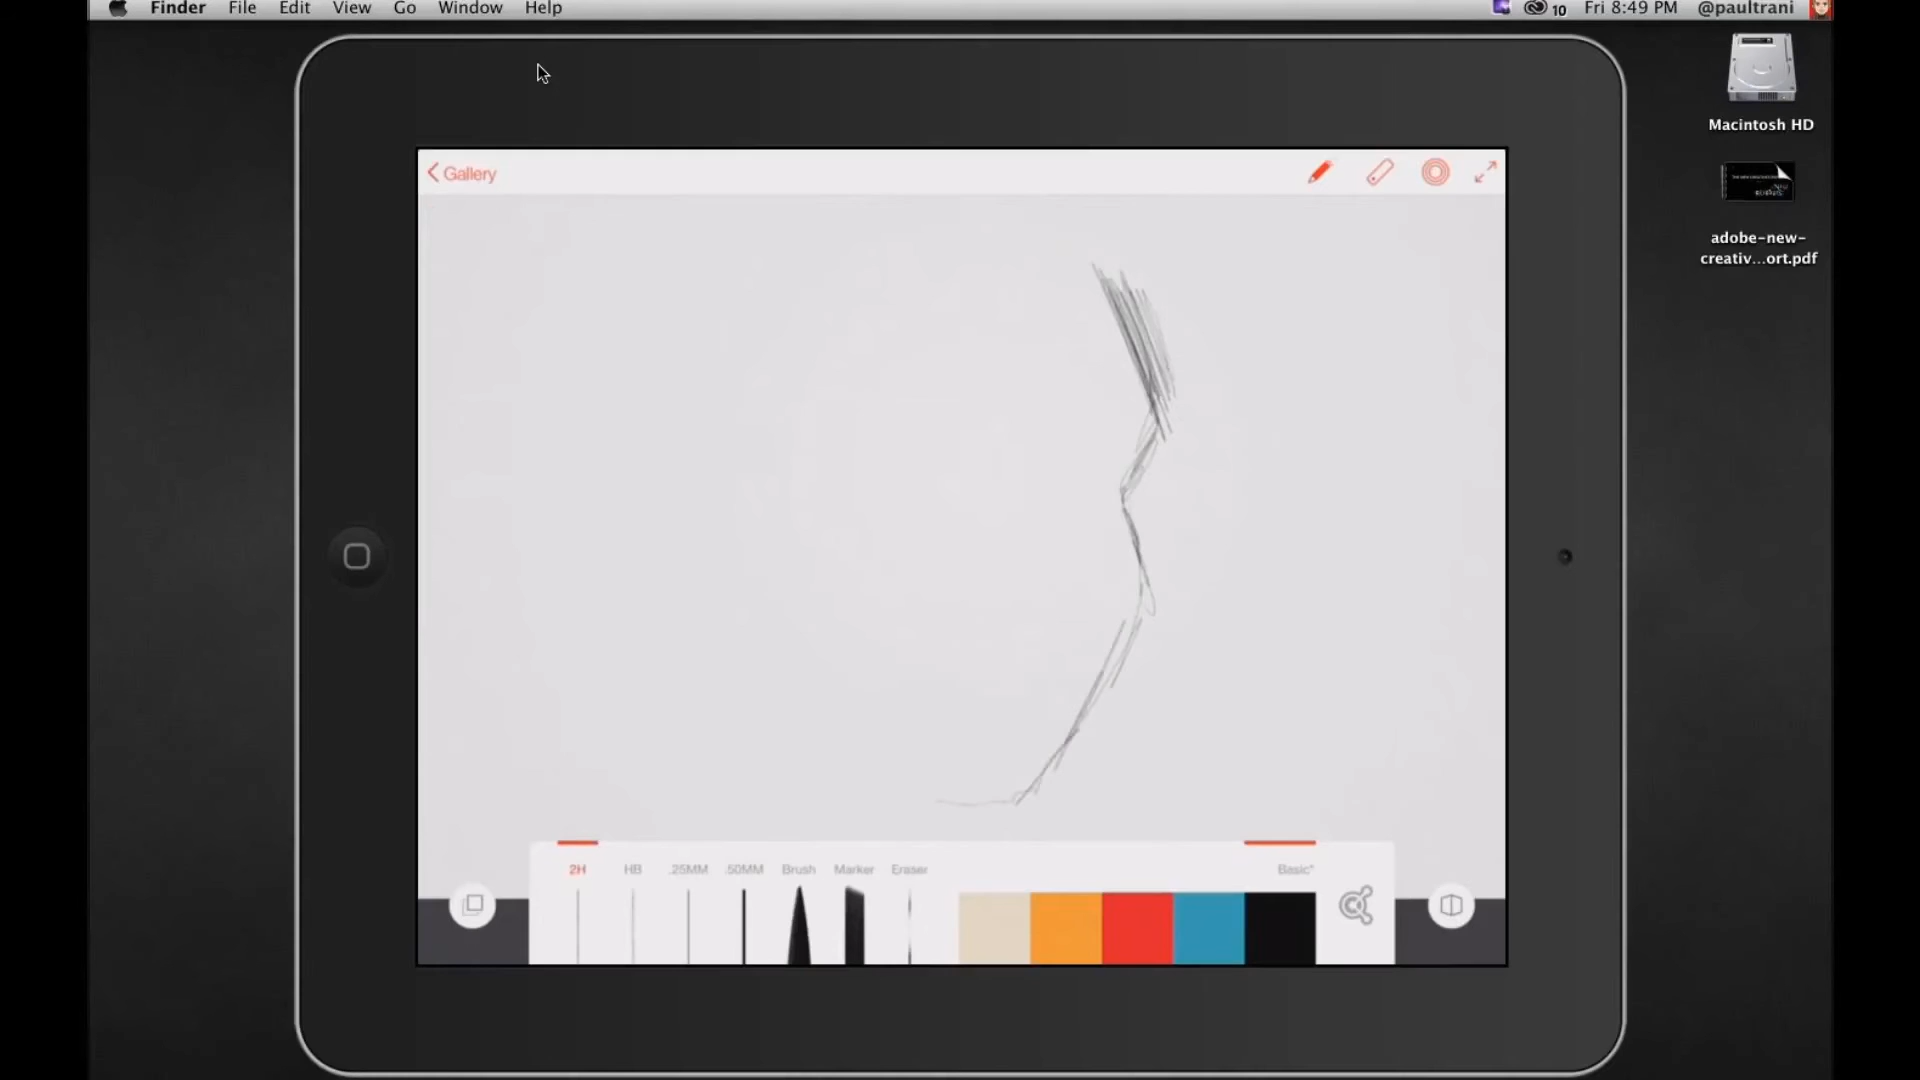 Finder File Edit View Go Window Help 10 Fri 8:49 PM @paultrani
Macintosh HD
adobe-new-
creativ...ort.pdf
Gallery
2H HB .25MM .50MM Brush Marker Eraser Basic*